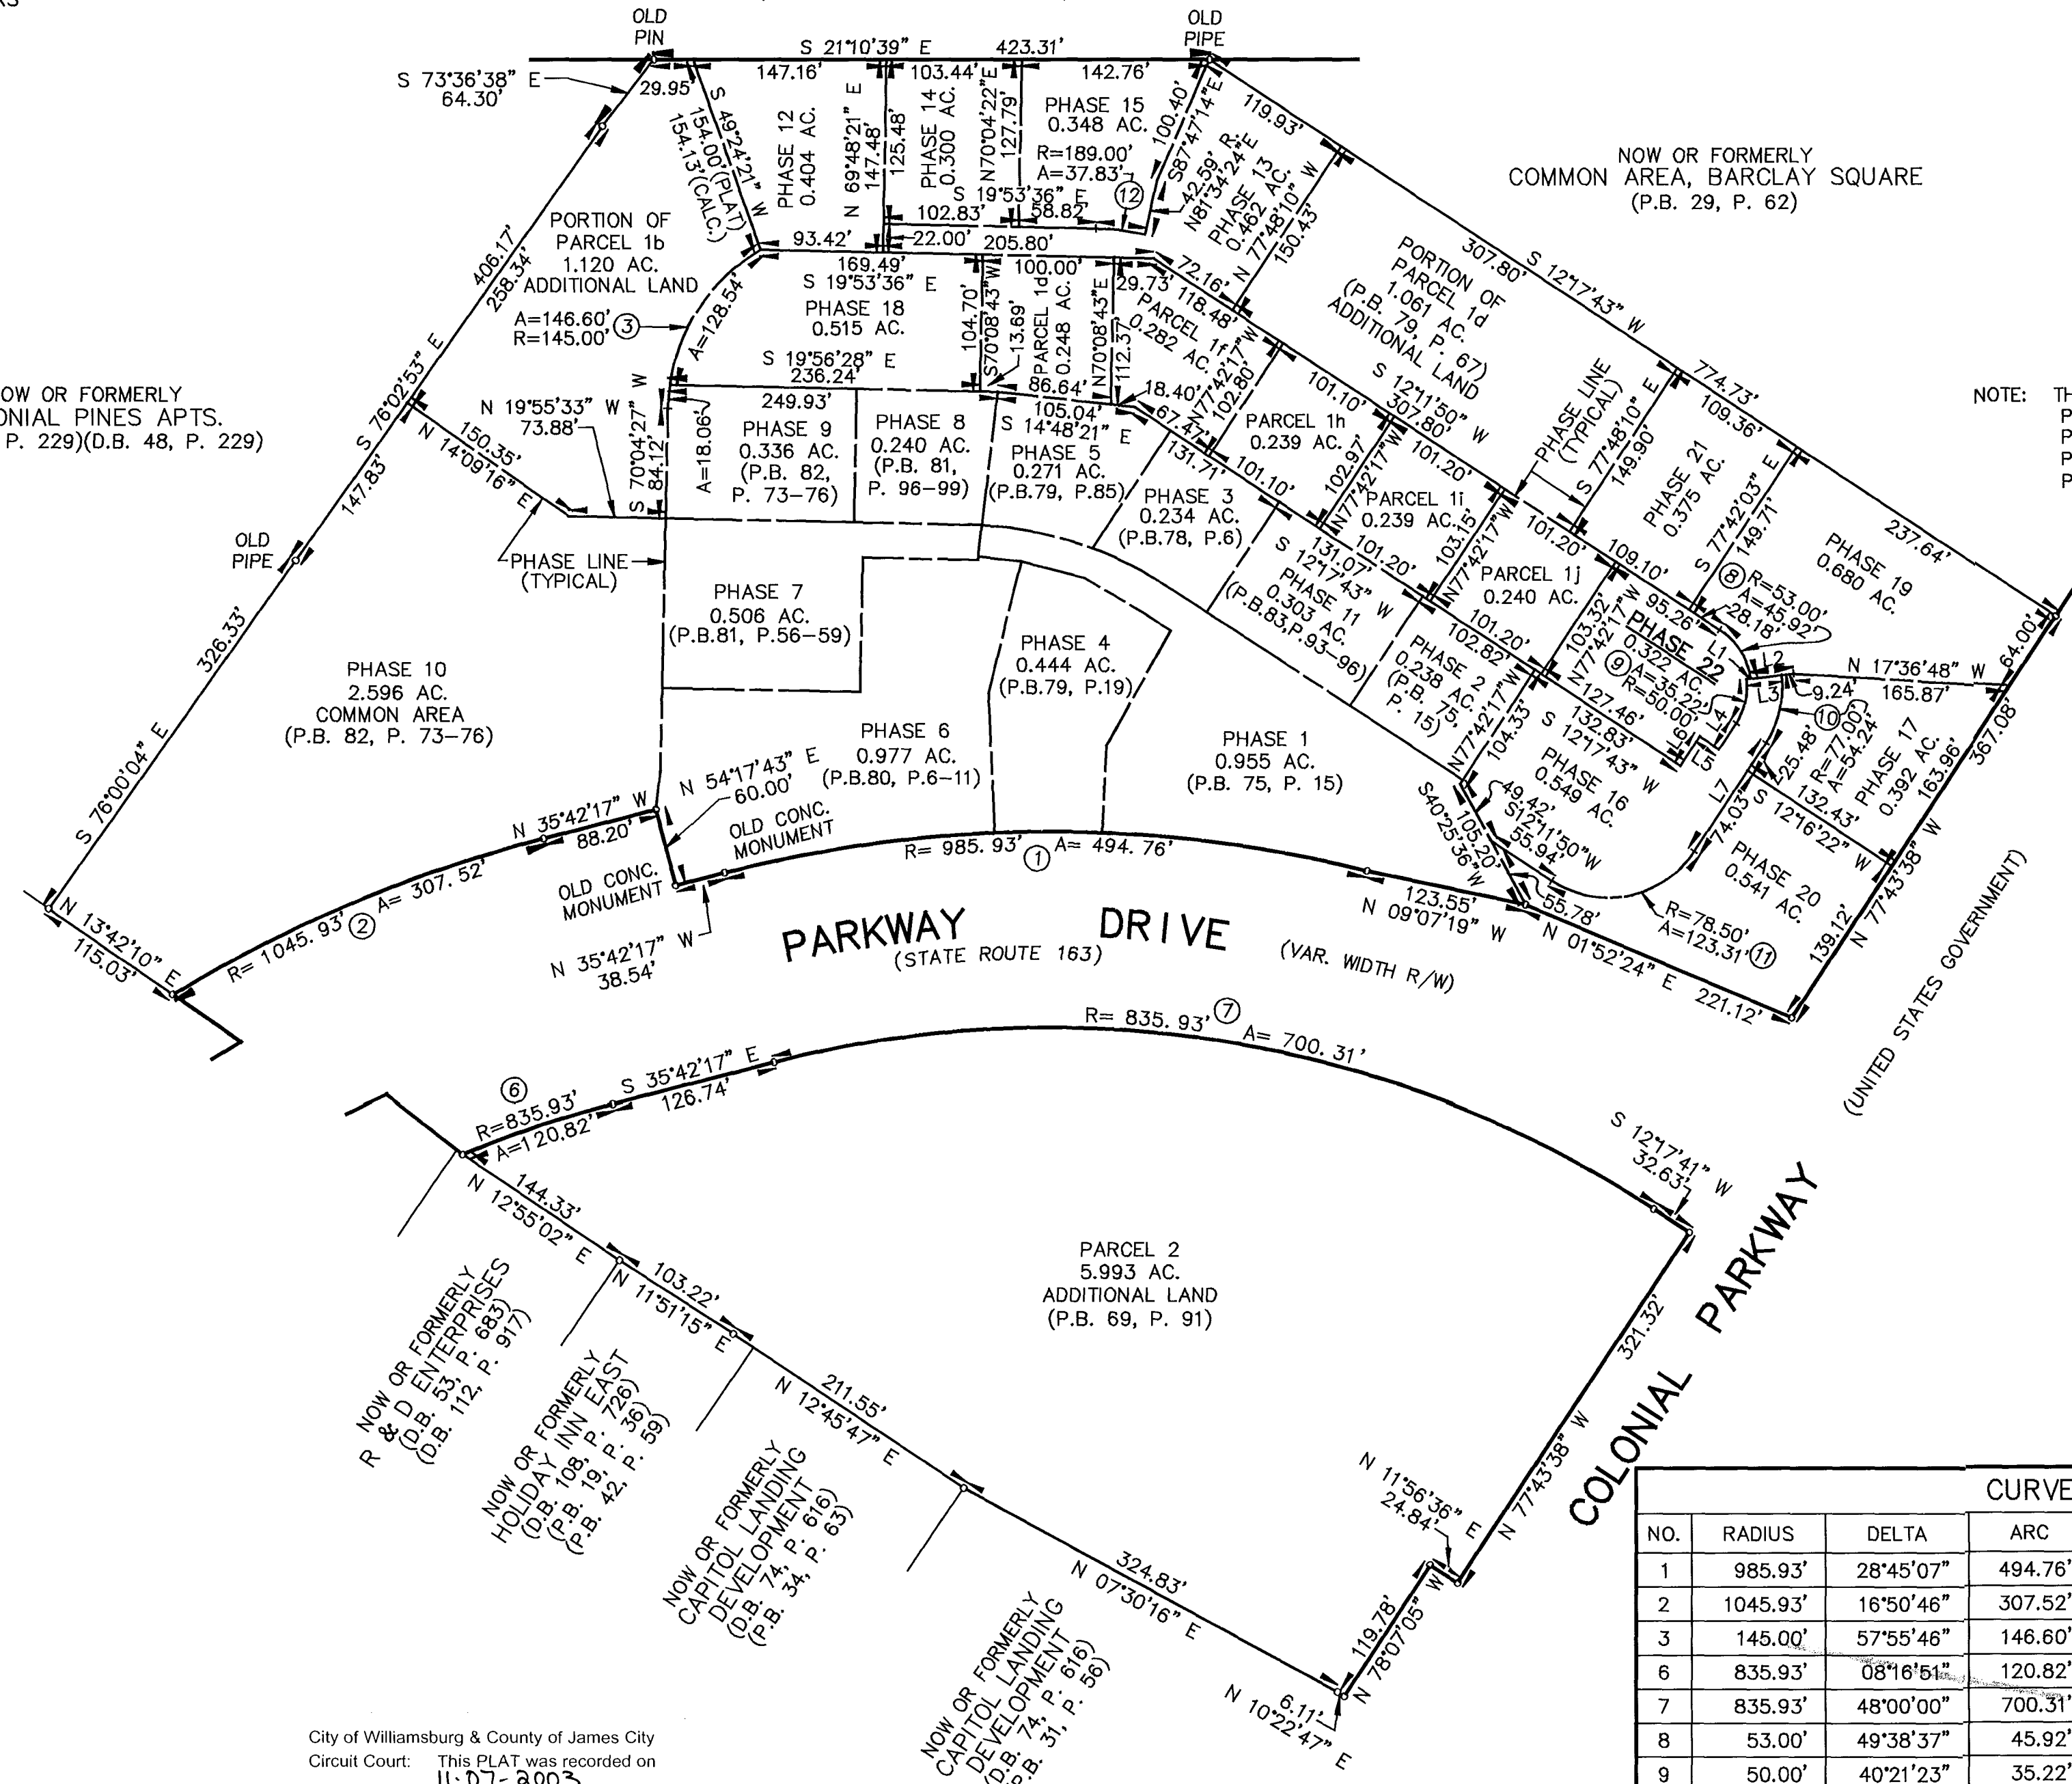 OLD
PIN
OLD
PIPE
S 21°10'39" E 423.31'
S 73°36'38" E
64.30'
29.95'
147.16'
103.44'
142.76'
S 49°24'21" W
154.00'(PLAT)
154.13'(CALC.)
PHASE 12
0.404 AC.
N 69°48'21" E
147.48'
125.48'
PHASE 14
0.300 AC.
N70°04'22"E
127.79'
PHASE 15
0.348 AC.
R=189.00'
A=37.83'
12
S 19°53'36" E
102.83'
58.82'
100.40'
S87°47'14"E
42.59' R.
N81°34'24"E
PHASE 13
0.462 AC.
N 77°48'10" W
150.43'
119.93'
NOW OR FORMERLY
COMMON AREA, BARCLAY SQUARE
(P.B. 29, P. 62)
PORTION OF
PARCEL 1b
1.120 AC.
ADDITIONAL LAND
A=146.60'
R=145.00'
3
A=128.54'
406.17'
258.34'
S 76°02'53" E
147.83'
93.42'
22.00'
205.80'
169.49'
S 19°53'36" E
PHASE 18
0.515 AC.
104.70'
S70°08'43"W
13.69'
100.00'
PARCEL 1d
0.248 AC.
N70°08'43"E
112.37'
29.73'
72.16'
118.48'
PARCEL 1f
0.282 AC.
N77°42'17"W
102.80'
PORTION OF
PARCEL 1d
1.061 AC.
(P.B. 79, P. 67)
ADDITIONAL LAND
307.80'
S 12°17'43" W
774.73'
S 12°11'50" W
307.80'
PHASE LINE
(TYPICAL)
S 77°48'10" E
149.90'
109.36'
PHASE 21
0.375 AC.
S 77°42'03" E
149.71'
237.64'
PHASE 19
0.680 AC.
NOTE: TH
P
P
P
P
OW OR FORMERLY
ONIAL PINES APTS.
P. 229)(D.B. 48, P. 229)
S 19°56'28" E
236.24'
249.93'
86.64'
105.04'
S 14°48'21" E
18.40'
67.47'
131.71'
101.10'
101.10'
PARCEL 1h
0.239 AC.
102.97'
N77°42'17"W
101.20'
101.20'
PARCEL 1i
0.239 AC.
103.15'
N77°42'17"W
101.20'
101.20'
PARCEL 1j
0.240 AC.
103.32'
N77°42'17"W
109.10'
95.26'
28.18'
8
R=53.00'
A=45.92'
PHASE 22
0.322 AC.
9
A=35.22'
R=50.00'
L1
L2
L3
L4
L5
L6
L7
9.24'
N 17°36'48" W
165.87'
64.00'
367.08'
N 19°55'33" W
73.88'
S 70°04'27" W
84.12'
A=18.06'
PHASE 9
0.336 AC.
(P.B. 82,
P. 73-76)
PHASE 8
0.240 AC.
(P.B. 81,
P. 96-99)
PHASE 5
0.271 AC.
(P.B.79, P.85)
PHASE 3
0.234 AC.
(P.B.78, P.6)
131.07'
S 12°17'43" W
PHASE 11
0.303 AC.
(P.B.83,P.93-96)
102.82'
PHASE 2
0.238 AC.
(P.B. 75,
P. 15)
N77°42'17"W
104.33'
127.46'
132.83'
S 12°17'43" W
PHASE 16
0.549 AC.
10
R=77.00'
A=54.24'
25.48'
PHASE 17
0.392 AC.
163.96'
132.43'
S 12°16'22" W
74.03'
PHASE 20
0.541 AC.
139.12'
N 77°43'38" W
150.35'
N 14°09'16" E
OLD
PIPE
PHASE LINE
(TYPICAL)
326.33'
S 76°00'04" E
PHASE 10
2.596 AC.
COMMON AREA
(P.B. 82, P. 73-76)
PHASE 7
0.506 AC.
(P.B.81, P.56-59)
PHASE 4
0.444 AC.
(P.B.79, P.19)
PHASE 6
0.977 AC.
(P.B.80, P.6-11)
PHASE 1
0.955 AC.
(P.B. 75, P. 15)
49.42'
S12°11'50"W
55.94'
105.20'
S40°25'36"W
55.78'
R=78.50'
A=123.31'
11
N 54°17'43" E
60.00'
OLD CONC.
MONUMENT
N 35°42'17" W
88.20'
OLD CONC.
MONUMENT
N 35°42'17" W
38.54'
R= 985.93' 1 A= 494.76'
123.55'
N 09°07'19" W
N 01°52'24" E
221.12'
N 13°42'10" E
115.03'
R= 1045.93' 2 A= 307.52'
PARKWAY DRIVE
(STATE ROUTE 163) (VAR. WIDTH R/W)
(UNITED STATES GOVERNMENT)
COLONIAL PARKWAY
R= 835.93' 7 A= 700.31'
6
R=835.93'
A=120.82'
S 35°42'17" E
126.74'
S 12°17'41" W
32.63'
144.33'
N 12°55'02" E
103.22'
N 11°51'15" E
211.55'
N 12°45'47" E
324.83'
N 07°30'16" E
6.11'
N 10°22'47" E
119.78'
N 78°07'05" W
N 11°56'36" E
24.84'
321.32'
N 77°43'38" W
PARCEL 2
5.993 AC.
ADDITIONAL LAND
(P.B. 69, P. 91)
NOW OR FORMERLY
R & D ENTERPRISES
(D.B. 53, P. 683)
(D.B. 112, P. 917)
NOW OR FORMERLY
HOLIDAY INN EAST
(D.B. 108, P. 726)
(P.B. 19, P. 36)
(P.B. 42, P. 59)
NOW OR FORMERLY
CAPITOL LANDING
DEVELOPMENT
(D.B. 74, P. 616)
(P.B. 34, P. 63)
NOW OR FORMERLY
CAPITOL LANDING
DEVELOPMENT
(D.B. 74, P. 616)
P.B. 31, P. 56)
City of Williamsburg & County of James City
Circuit Court: This PLAT was recorded on
11-07-2003
CURVE
NO. RADIUS DELTA ARC
1 985.93' 28°45'07" 494.76'
2 1045.93' 16°50'46" 307.52'
3 145.00' 57°55'46" 146.60'
6 835.93' 08°16'51" 120.82'
7 835.93' 48°00'00" 700.31'
8 53.00' 49°38'37" 45.92'
9 50.00' 40°21'23" 35.22'